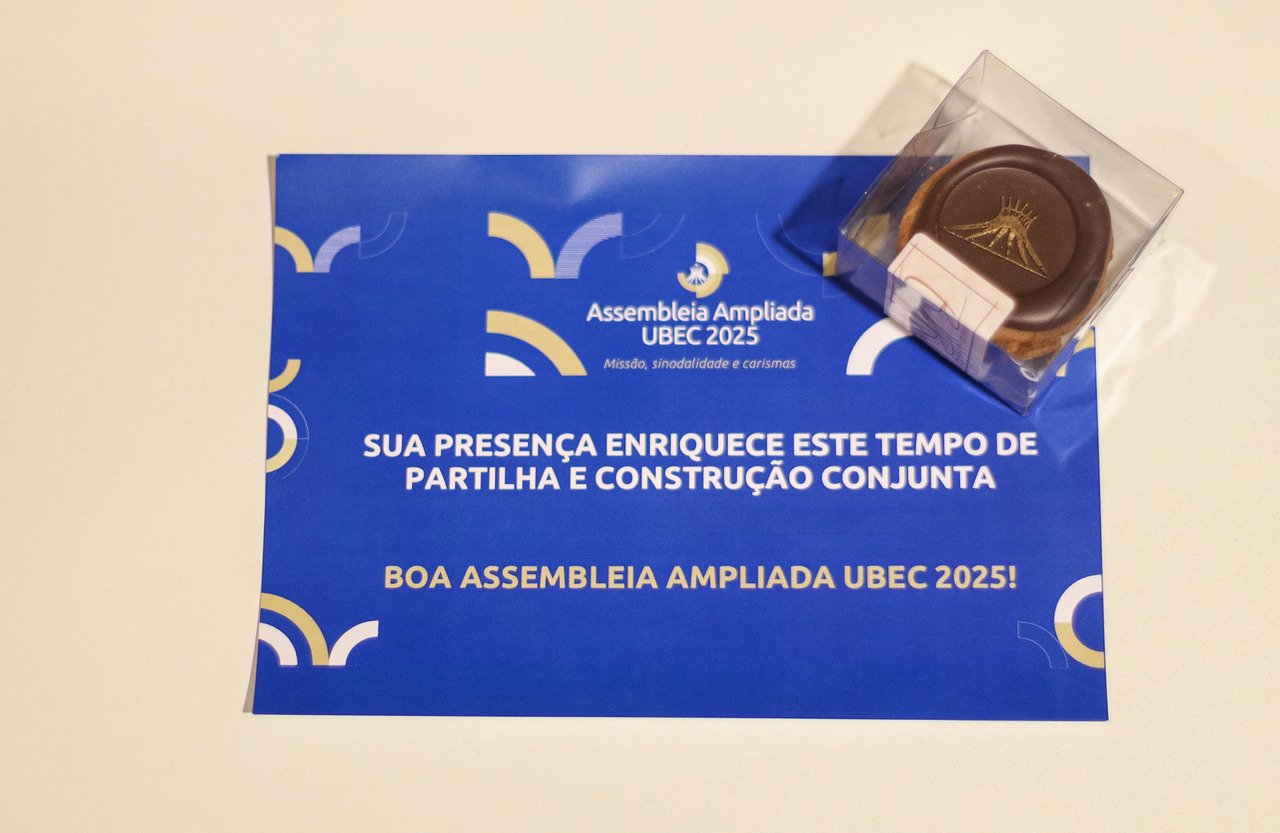 Assembleia Ampliada
UBEC 2025
Missão, sinodalidade e carismas
SUA PRESENÇA ENRIQUECE ESTE TEMPO DE
PARTILHA E CONSTRUÇÃO CONJUNTA
BOA ASSEMBLEIA AMPLIADA UBEC 2025!